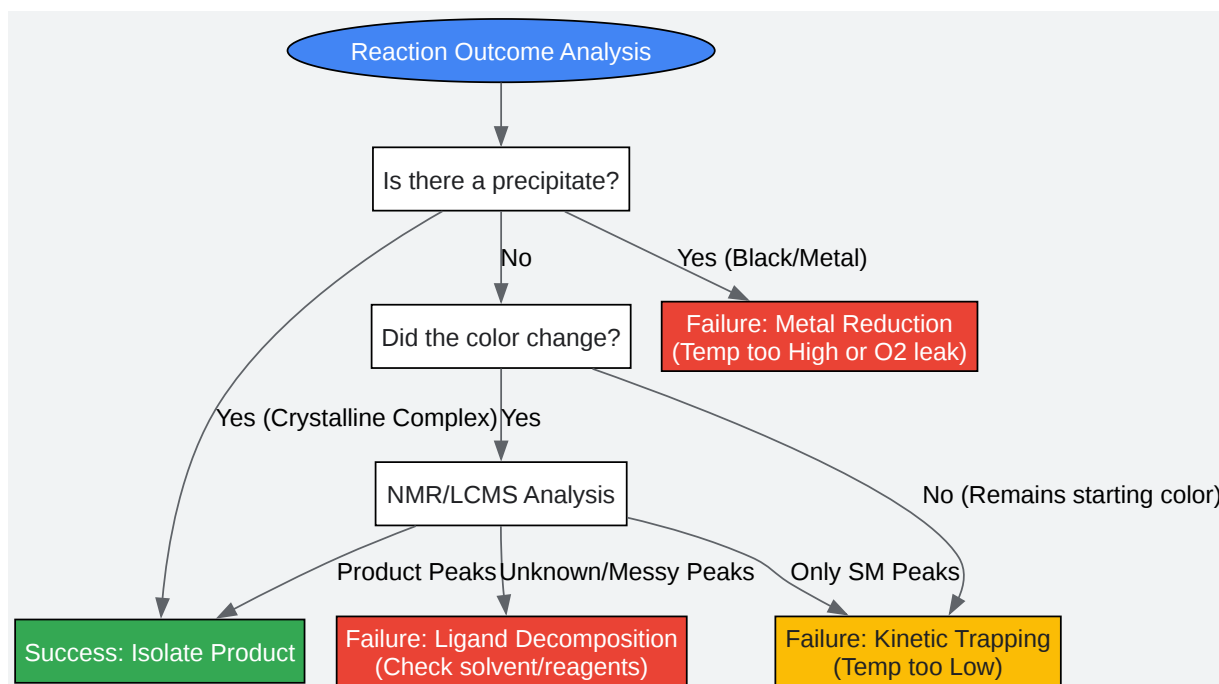 Reaction Outcome Analysis
Is there a precipitate?
No
Yes (Black/Metal)
Did the color change?
Failure: Metal Reduction
(Temp too High or O2 leak)
Yes (Crystalline Complex)
Yes
NMR/LCMS Analysis
No (Remains starting color)
Product Peaks
Unknown/Messy Peaks
Only SM Peaks
Success: Isolate Product
Failure: Ligand Decomposition
(Check solvent/reagents)
Failure: Kinetic Trapping
(Temp too Low)